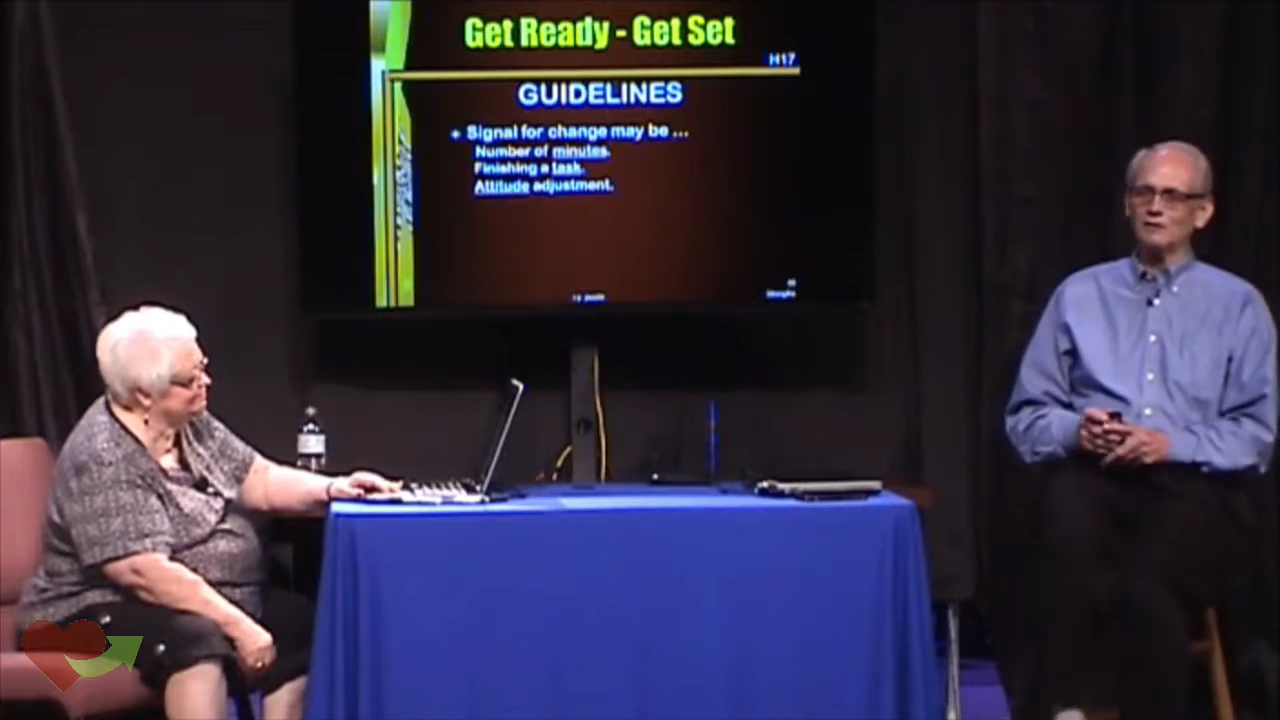 Get Ready - Get Set
H17
GUIDELINES
+ Signal for change may be ...
Number of minutes.
Finishing a task.
Attitude adjustment.